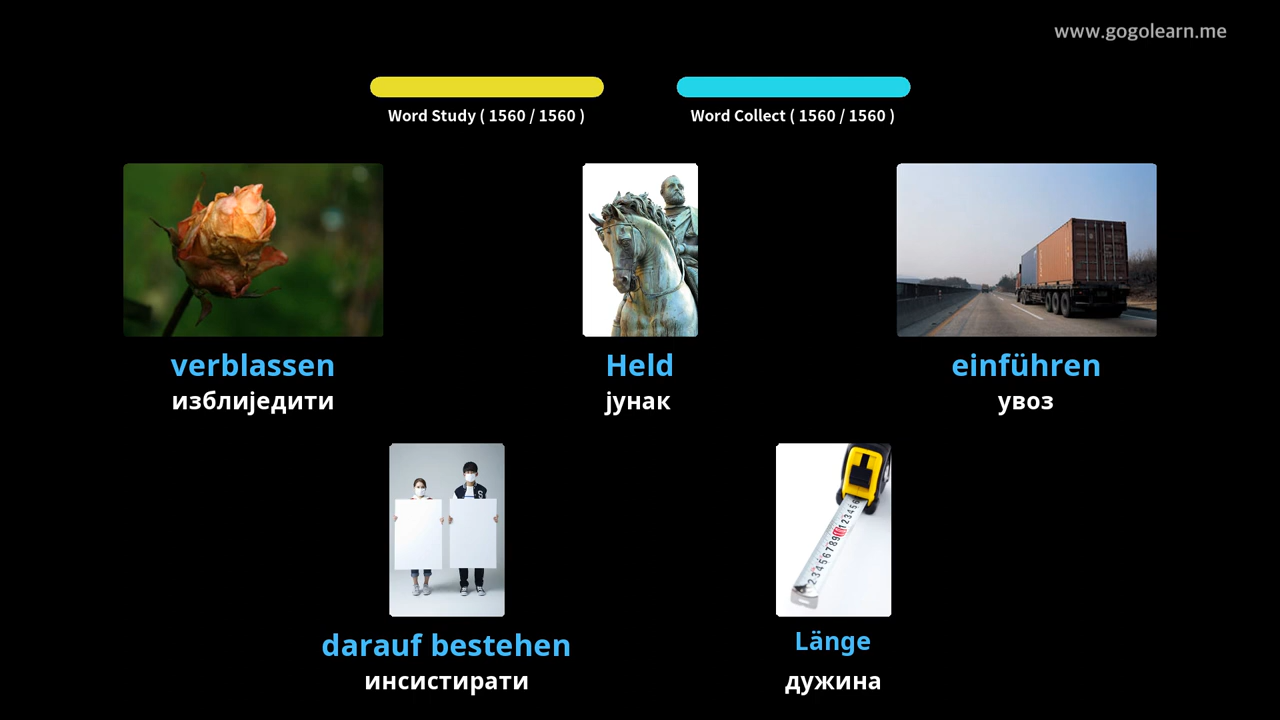 www.gogolearn.me
Word Study ( 1560 / 1560 )
Word Collect ( 1560 / 1560 )
verblassen
изблиједити
Held
јунак
einführen
увоз
darauf bestehen
инсистирати
Länge
дужина